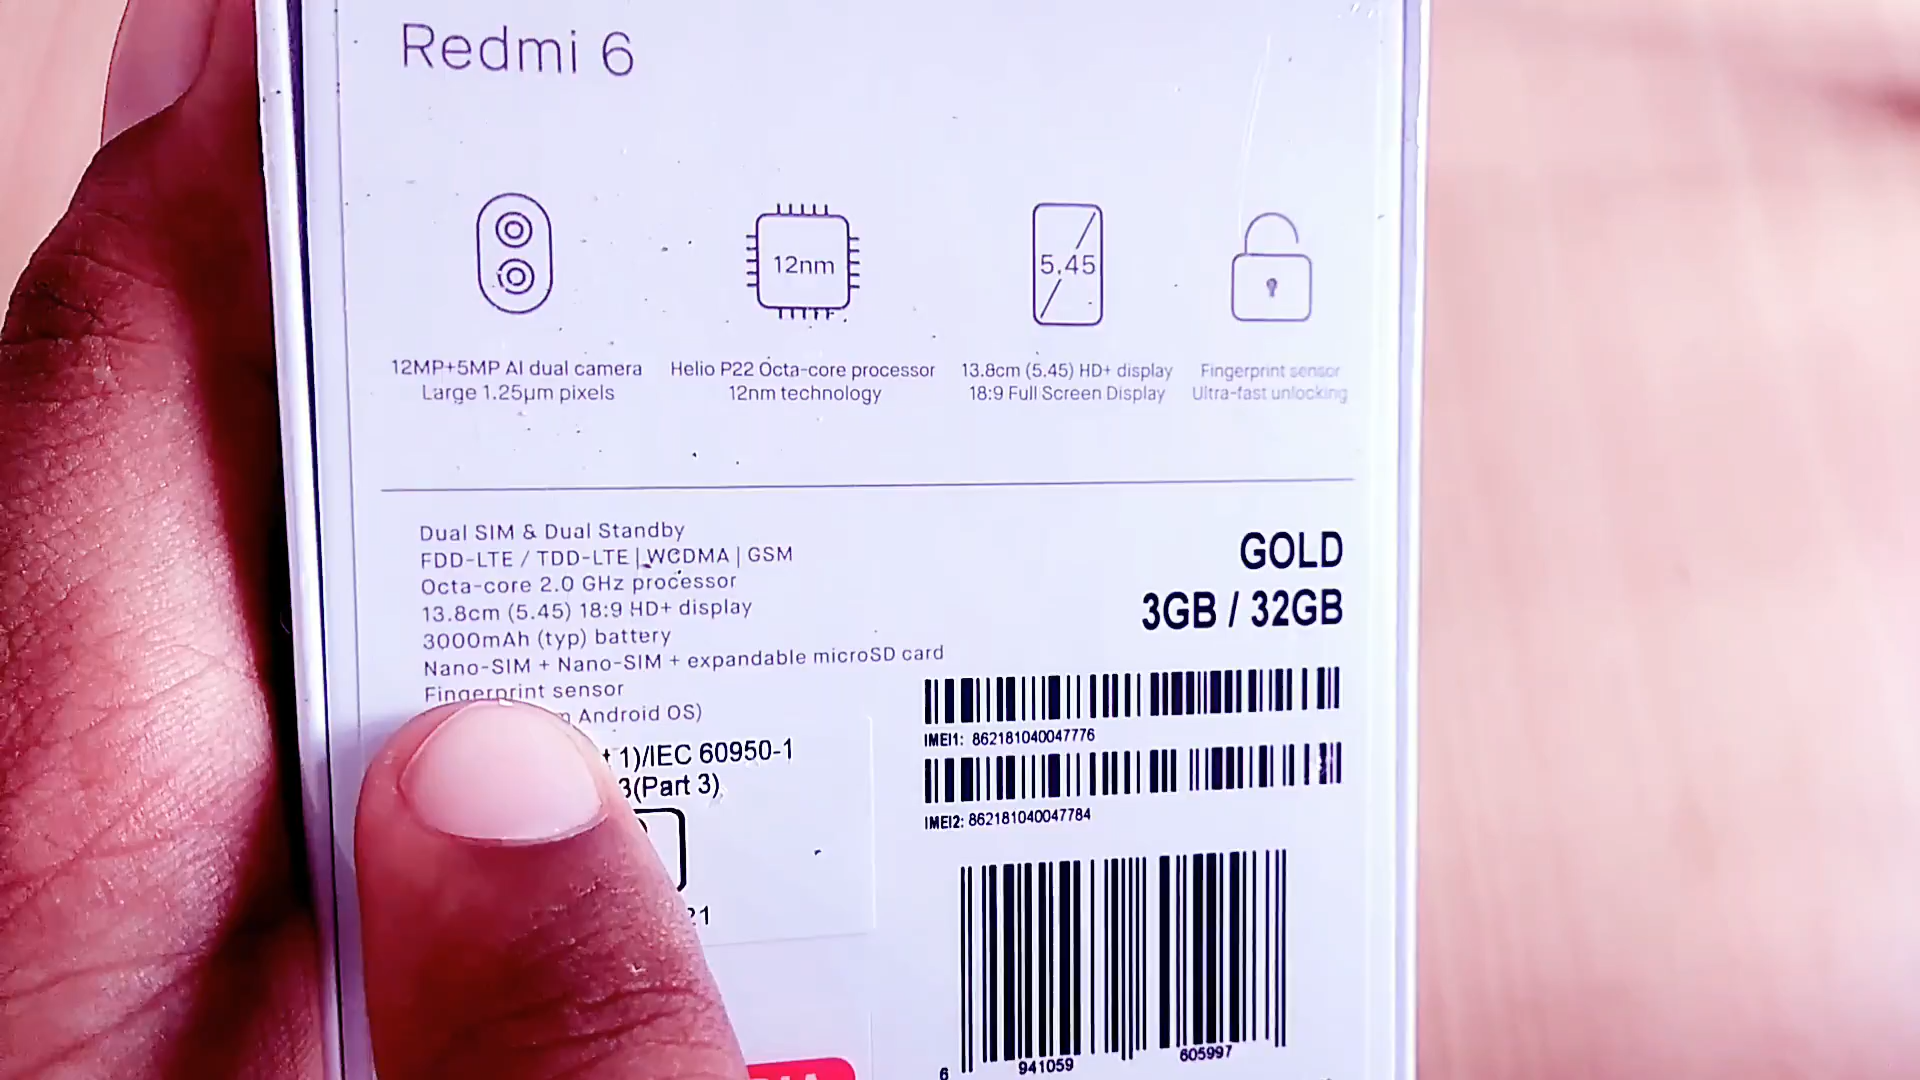 Redmi 6
12nm
5.45
12MP+5MP AI dual camera
Large 1.25µm pixels
Helio P22 Octa-core processor
12nm technology
13.8cm (5.45) HD+ display
18:9 Full Screen Display
Fingerprint sensor
Ultra-fast unlocking
Dual SIM & Dual Standby
FDD-LTE / TDD-LTE | WCDMA | GSM
Octa-core 2.0 GHz processor
13.8cm (5.45) 18:9 HD+ display
3000mAh (typ) battery
Nano-SIM + Nano-SIM + expandable microSD card
Fingerprint sensor
Android OS)
1)/IEC 60950-1
3(Part 3)
GOLD
3GB / 32GB
IMEI1: 862181040047776
IMEI2: 862181040047784
6 941059 605997